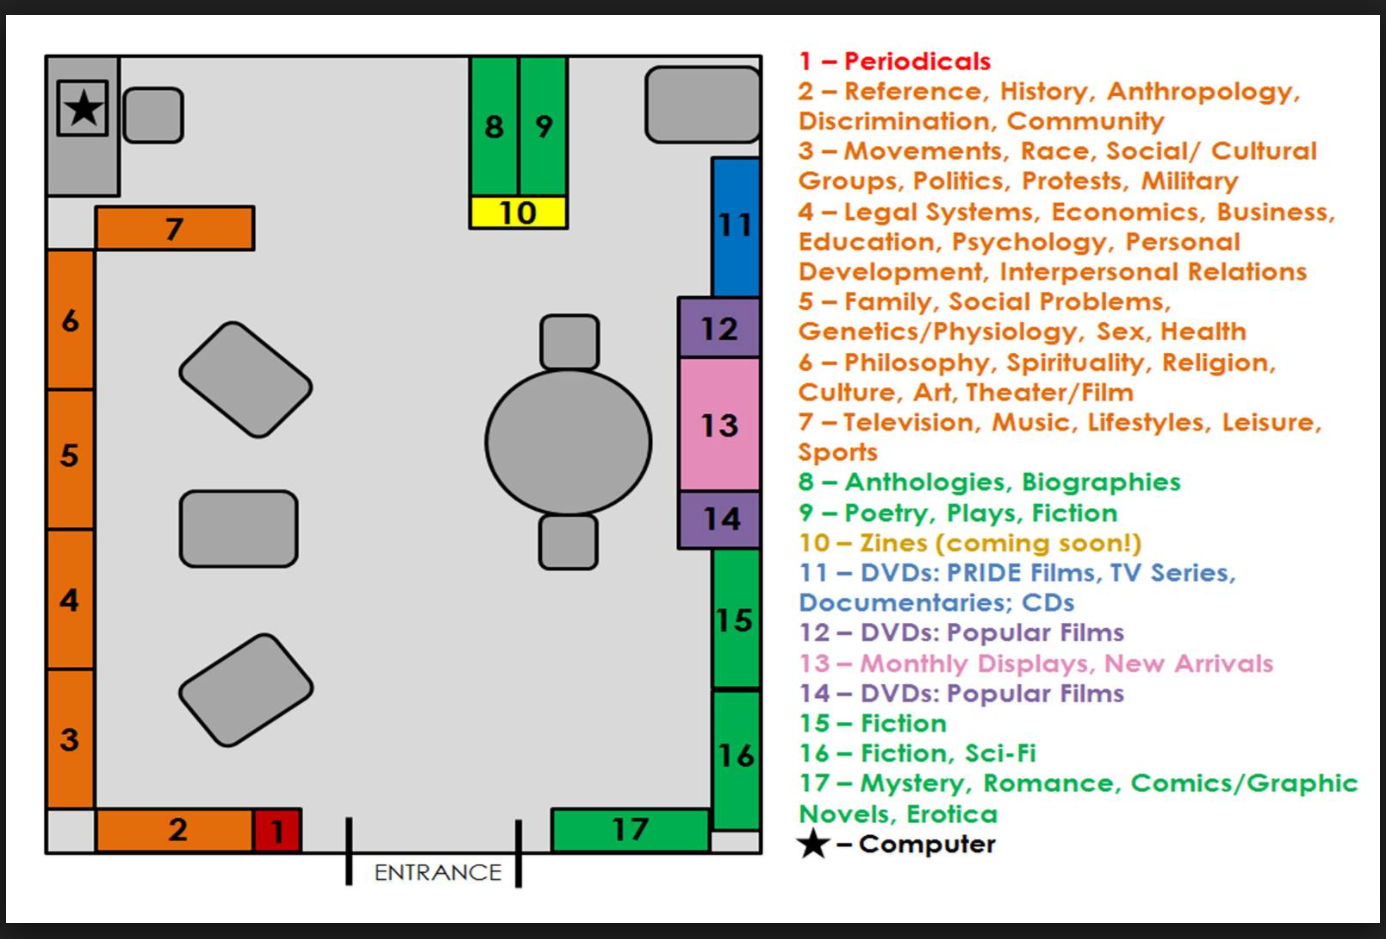 8
9
10
11
7
6
12
13
5
14
4
15
3
16
2
1
17
ENTRANCE
1 – Periodicals
2 – Reference, History, Anthropology,
Discrimination, Community
3 – Movements, Race, Social/ Cultural
Groups, Politics, Protests, Military
4 – Legal Systems, Economics, Business,
Education, Psychology, Personal
Development, Interpersonal Relations
5 – Family, Social Problems,
Genetics/Physiology, Sex, Health
6 – Philosophy, Spirituality, Religion,
Culture, Art, Theater/Film
7 – Television, Music, Lifestyles, Leisure,
Sports
8 – Anthologies, Biographies
9 – Poetry, Plays, Fiction
10 – Zines (coming soon!)
11 – DVDs: PRIDE Films, TV Series,
Documentaries; CDs
12 – DVDs: Popular Films
13 – Monthly Displays, New Arrivals
14 – DVDs: Popular Films
15 – Fiction
16 – Fiction, Sci-Fi
17 – Mystery, Romance, Comics/Graphic
Novels, Erotica
★ – Computer